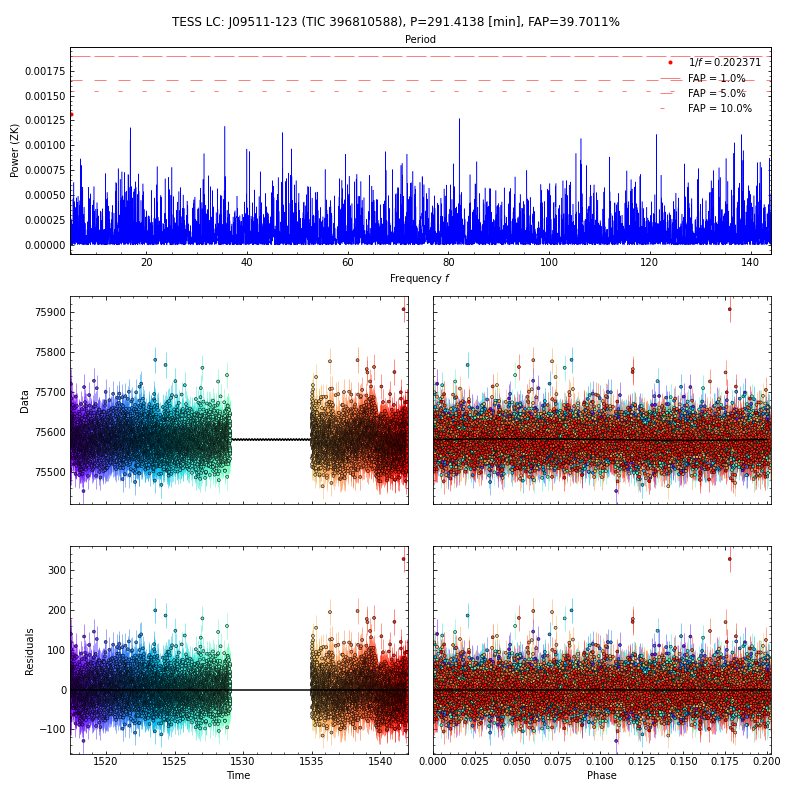 TESS LC: J09511-123 (TIC 396810588), P=291.4138 [min], FAP=39.7011%
Period
1/f = 0.202371
FAP = 1.0%
FAP = 5.0%
FAP = 10.0%
0.00175
0.00150
0.00125
0.00100
0.00075
0.00050
0.00025
0.00000
Power (ZK)
20 40 60 80 100 120 140
Frequency f
75900
75800
75700
75600
75500
Data
300
200
100
0
−100
Residuals
1520 1525 1530 1535 1540
Time
0.000 0.025 0.050 0.075 0.100 0.125 0.150 0.175 0.200
Phase